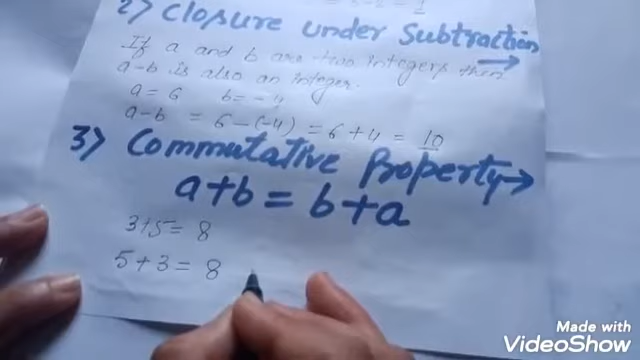 2) Closure under Subtraction →
If a and b are two integers then
a-b is also an integer.
a = 6 b = -4
a-b = 6-(-4) = 6+4 = 10
3) Commutative Property →
a+b = b+a
3+5 = 8
5+3 = 8
Made with
VideoShow